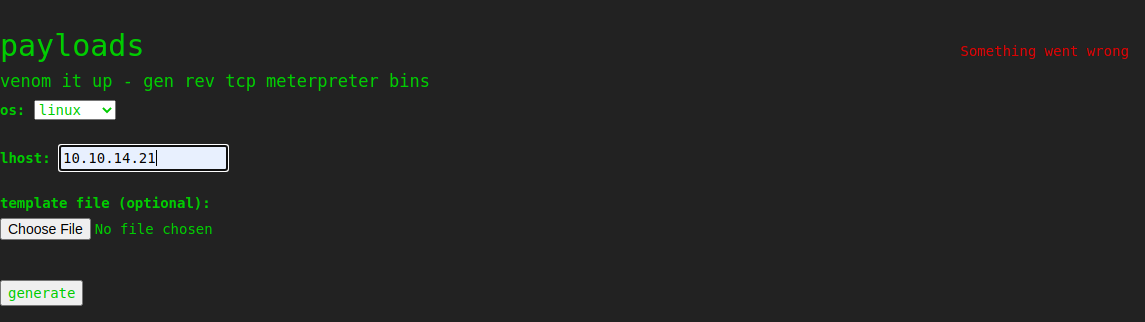 payloads
Something went wrong
venom it up - gen rev tcp meterpreter bins
os: linux
lhost: 10.10.14.21
template file (optional):
Choose File No file chosen
generate